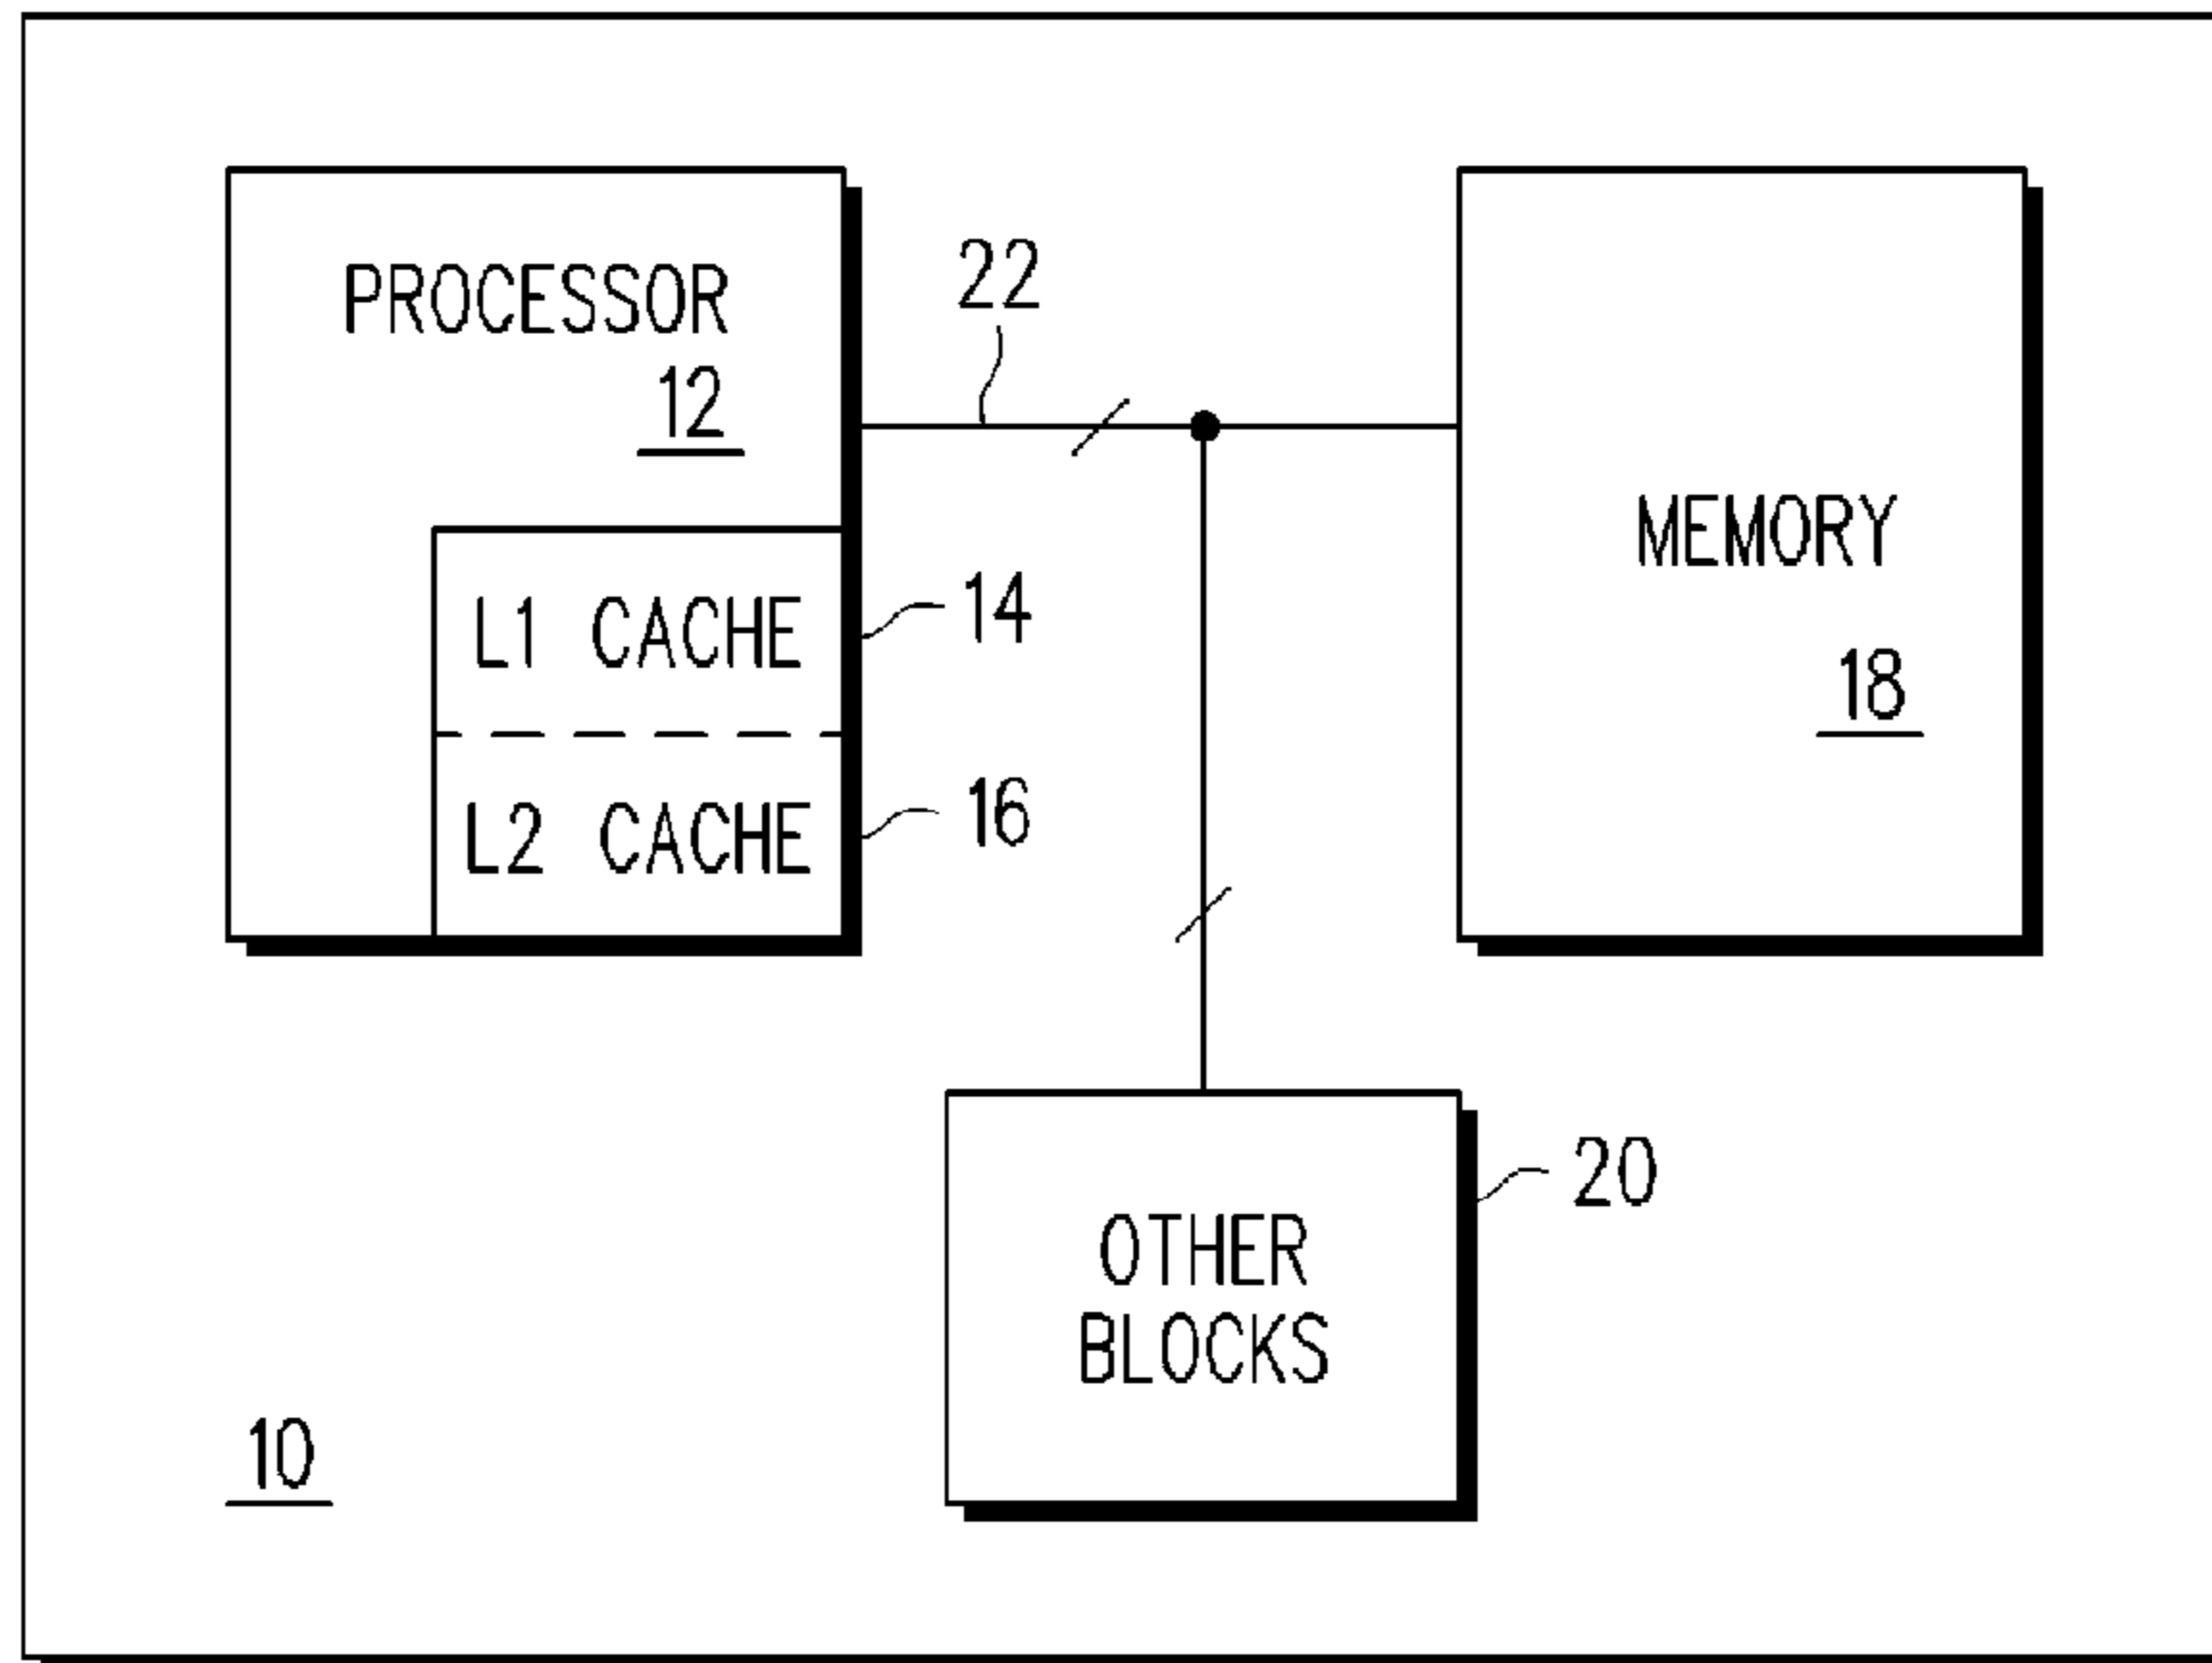 PROCESSOR
12
22
L1 CACHE
14
L2 CACHE
16
MEMORY
18
OTHER
BLOCKS
20
10